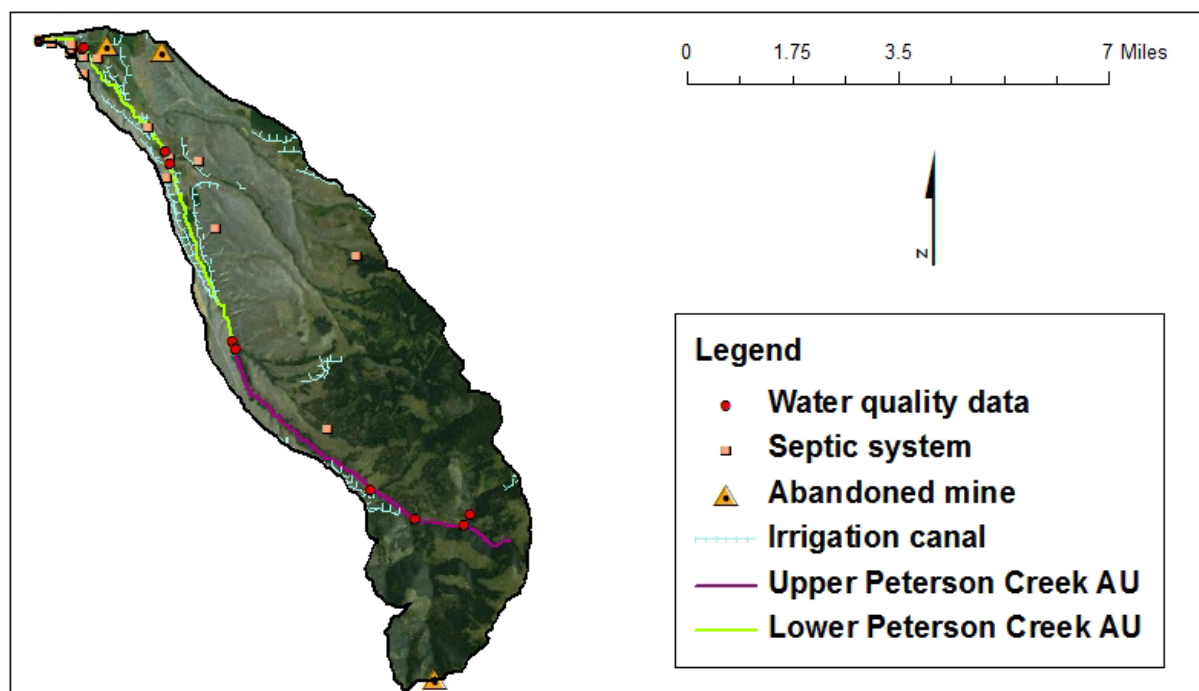 0 1.75 3.5 7 Miles
N
Legend
Water quality data
Septic system
Abandoned mine
Irrigation canal
Upper Peterson Creek AU
Lower Peterson Creek AU